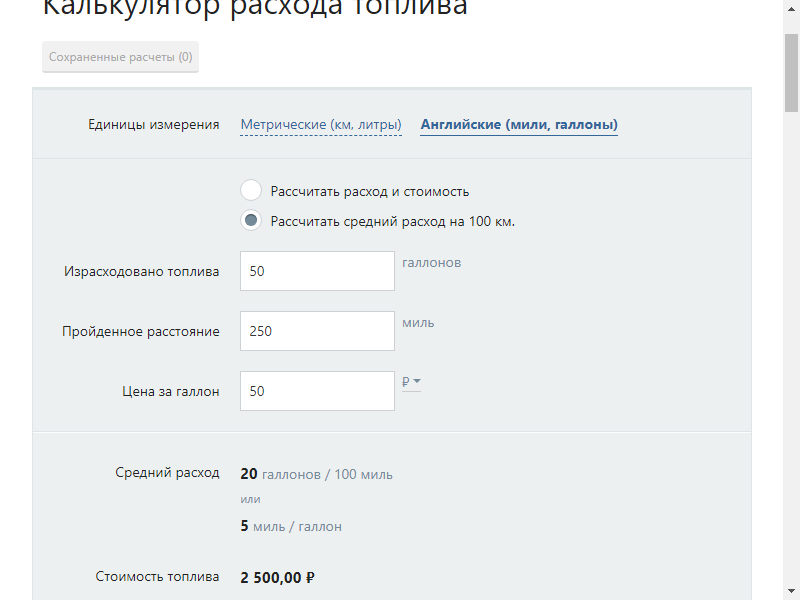 Калькулятор расхода топлива
Сохраненные расчеты (0)
Единицы измерения Метрические (км, литры) Английские (мили, галлоны)
Рассчитать расход и стоимость
Рассчитать средний расход на 100 км.
Израсходовано топлива 50 галлонов
Пройденное расстояние 250 миль
Цена за галлон 50 ₽
Средний расход 20 галлонов / 100 миль
или
5 миль / галлон
Стоимость топлива 2 500,00 ₽